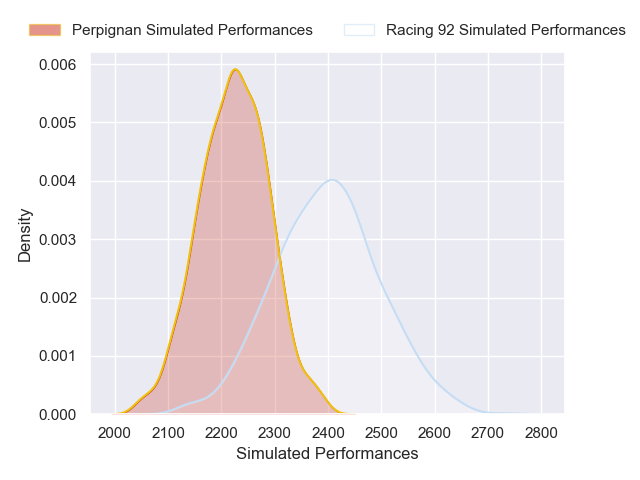 Perpignan Simulated Performances
Racing 92 Simulated Performances
0.006
0.005
0.004
0.003
0.002
0.001
0.000
Density
2000 2100 2200 2300 2400 2500 2600 2700 2800
Simulated Performances